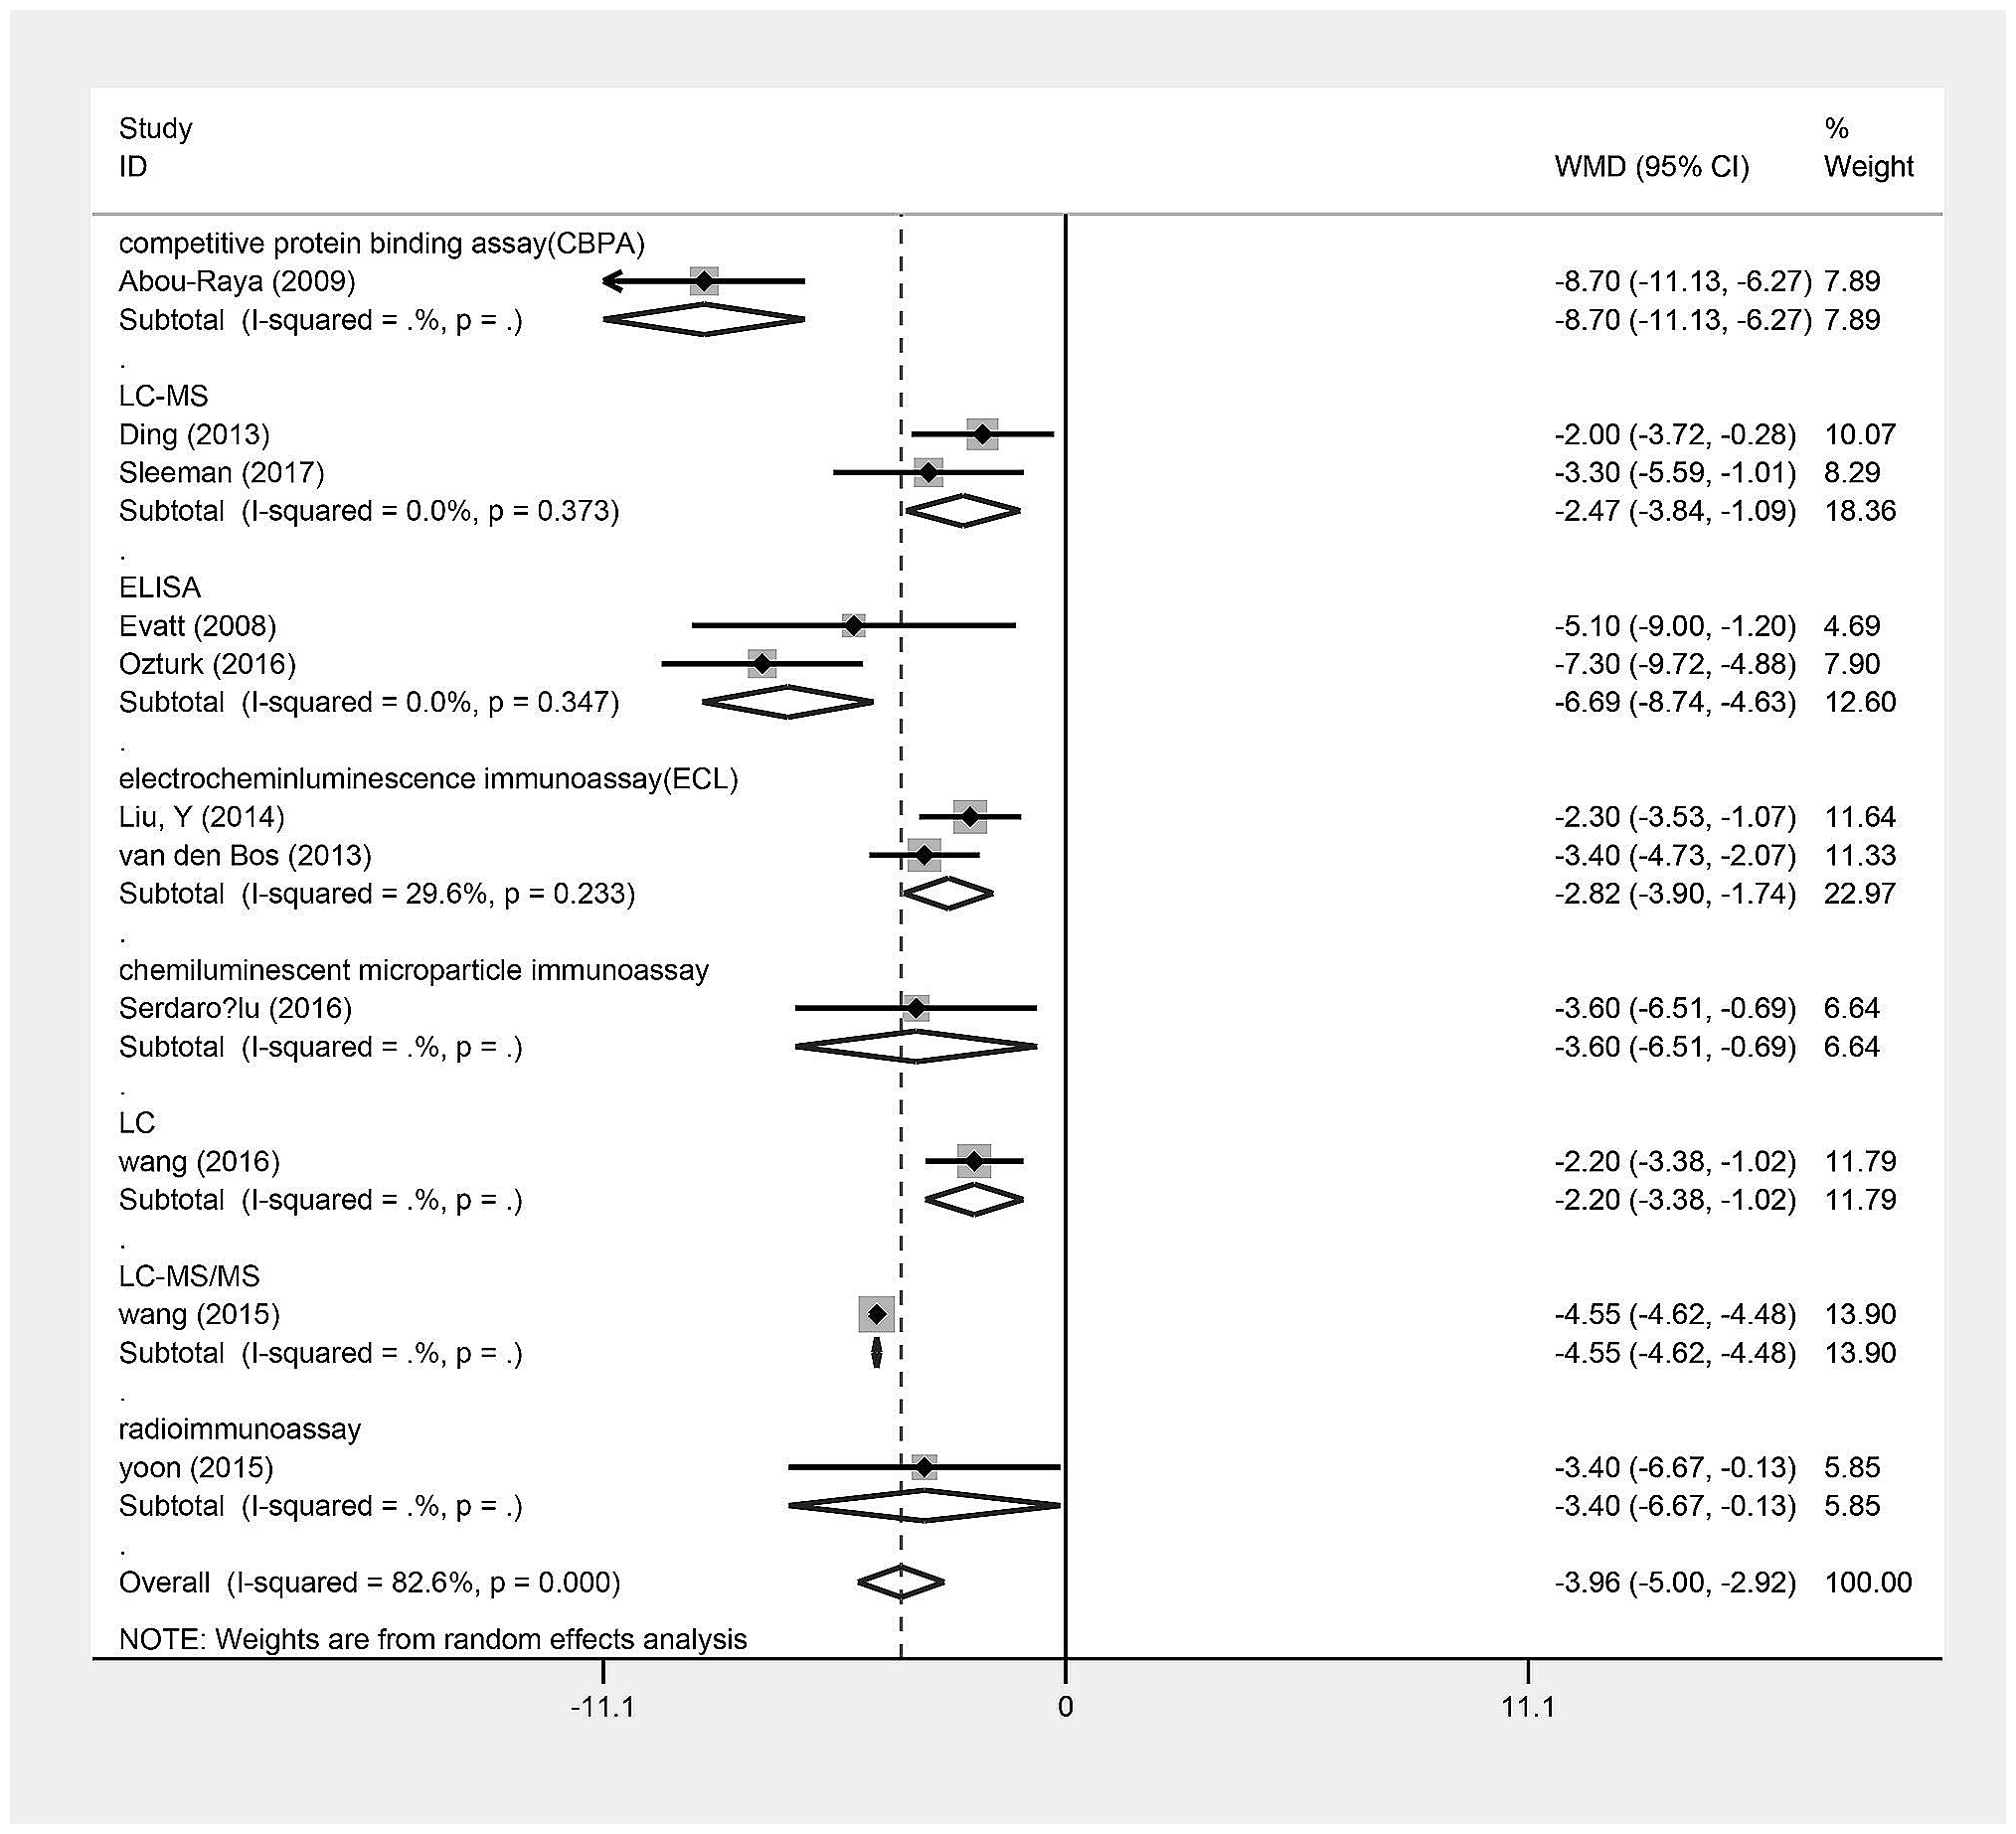 Study %
ID WMD (95% CI) Weight
competitive protein binding assay(CBPA)
Abou-Raya (2009) -8.70 (-11.13, -6.27) 7.89
Subtotal (I-squared = .%, p = .) -8.70 (-11.13, -6.27) 7.89
.
LC-MS
Ding (2013) -2.00 (-3.72, -0.28) 10.07
Sleeman (2017) -3.30 (-5.59, -1.01) 8.29
Subtotal (I-squared = 0.0%, p = 0.373) -2.47 (-3.84, -1.09) 18.36
.
ELISA
Evatt (2008) -5.10 (-9.00, -1.20) 4.69
Ozturk (2016) -7.30 (-9.72, -4.88) 7.90
Subtotal (I-squared = 0.0%, p = 0.347) -6.69 (-8.74, -4.63) 12.60
.
electrocheminluminescence immunoassay(ECL)
Liu, Y (2014) -2.30 (-3.53, -1.07) 11.64
van den Bos (2013) -3.40 (-4.73, -2.07) 11.33
Subtotal (I-squared = 29.6%, p = 0.233) -2.82 (-3.90, -1.74) 22.97
.
chemiluminescent microparticle immunoassay
Serdaro?lu (2016) -3.60 (-6.51, -0.69) 6.64
Subtotal (I-squared = .%, p = .) -3.60 (-6.51, -0.69) 6.64
.
LC
wang (2016) -2.20 (-3.38, -1.02) 11.79
Subtotal (I-squared = .%, p = .) -2.20 (-3.38, -1.02) 11.79
.
LC-MS/MS
wang (2015) -4.55 (-4.62, -4.48) 13.90
Subtotal (I-squared = .%, p = .) -4.55 (-4.62, -4.48) 13.90
.
radioimmunoassay
yoon (2015) -3.40 (-6.67, -0.13) 5.85
Subtotal (I-squared = .%, p = .) -3.40 (-6.67, -0.13) 5.85
.
Overall (I-squared = 82.6%, p = 0.000) -3.96 (-5.00, -2.92) 100.00
NOTE: Weights are from random effects analysis
-11.1 0 11.1